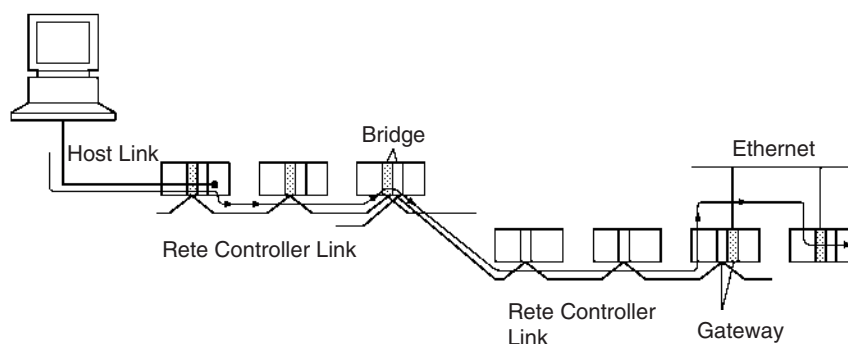 Bridge
Host Link
Ethernet
Rete Controller Link
Rete Controller
Link
Gateway